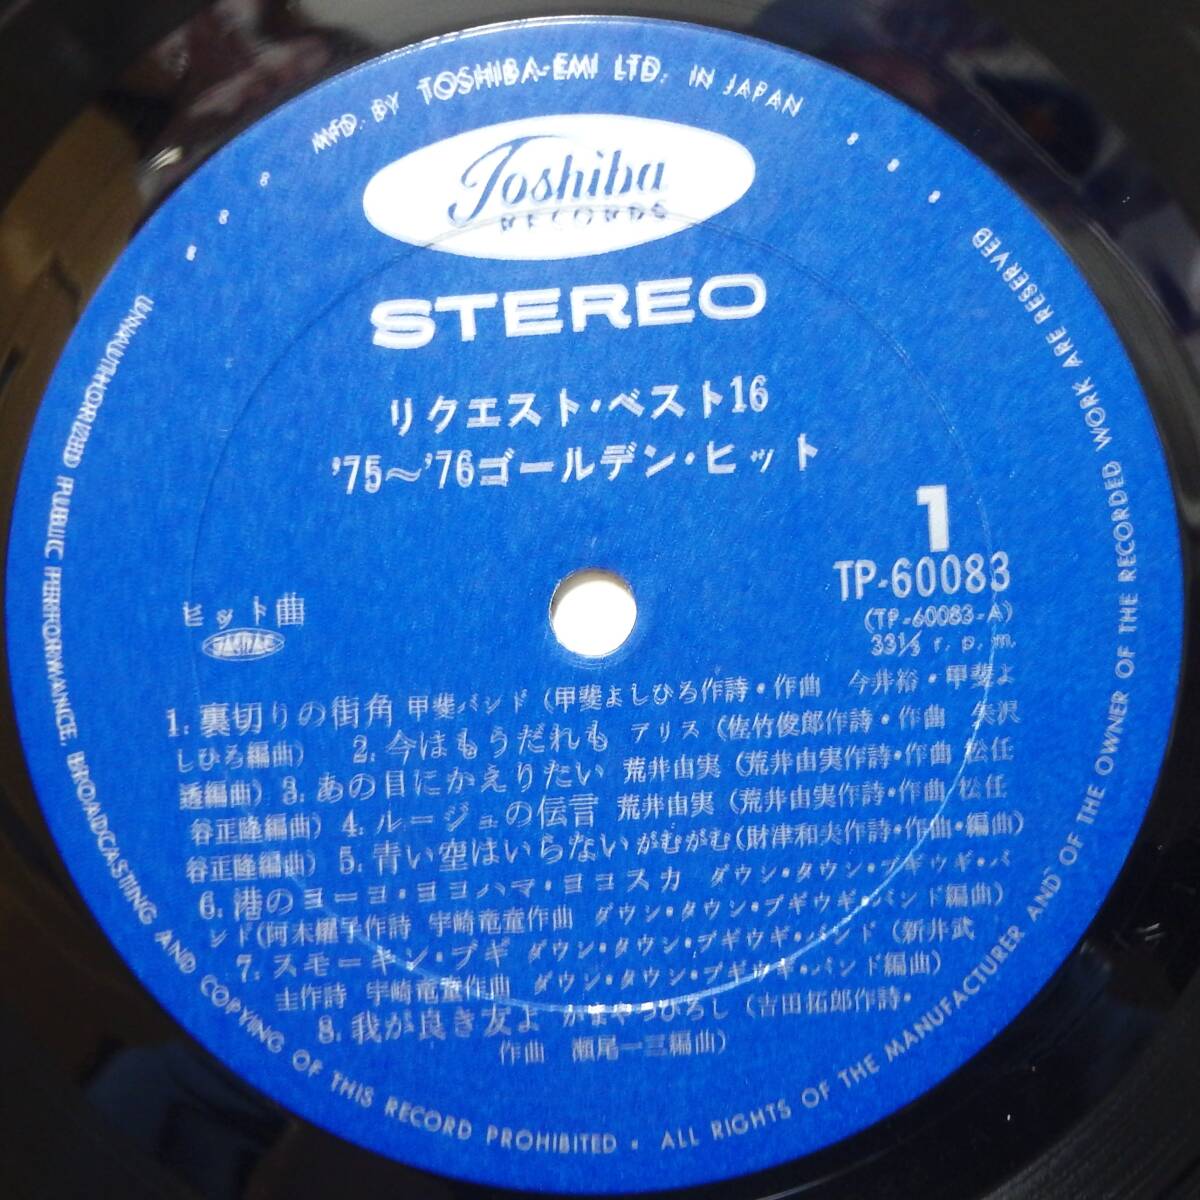 MFD. BY TOSHIBA-EMI LTD. IN JAPAN
Toshiba
RECORDS
STEREO
リクエスト・ベスト16
'75〜'76ゴールデン・ヒット
1
TP-60083
(TP-60083-A)
33⅓ r. p. m.
ヒット曲
JASRAC
1. 裏切りの街角 甲斐バンド (甲斐よしひろ作詩・作曲 今井裕・甲斐よ
しひろ編曲) 2. 今はもうだれも アリス (佐竹俊郎作詩・作曲 矢沢
透編曲) 3. あの日にかえりたい 荒井由実 (荒井由実作詩・作曲 松任
谷正隆編曲) 4. ルージュの伝言 荒井由実 (荒井由実作詩・作曲 松任
谷正隆編曲) 5. 青い空はいらない がむがむ (財津和夫作詩・作曲・編曲)
6. 港のヨーコ・ヨコハマ・ヨコスカ ダウン・タウン・ブギウギ・バ
ンド (阿木耀子作詩 宇崎竜童作曲 ダウン・タウン・ブギウギ・バンド編曲)
7. スモーキン・ブギ ダウン・タウン・ブギウギ・バンド (新井武
士作詩 宇崎竜童作曲 ダウン・タウン・ブギウギ・バンド編曲)
8. 我が良き友よ かまやつひろし (吉田拓郎作詩・
作曲 瀬尾一三編曲)
UNAUTHORIZED PUBLIC PERFORMANCE, BROADCASTING AND COPYING OF THIS RECORD PROHIBITED • ALL RIGHTS OF THE MANUFACTURER AND OF THE OWNER OF THE RECORDED WORK ARE RESERVED